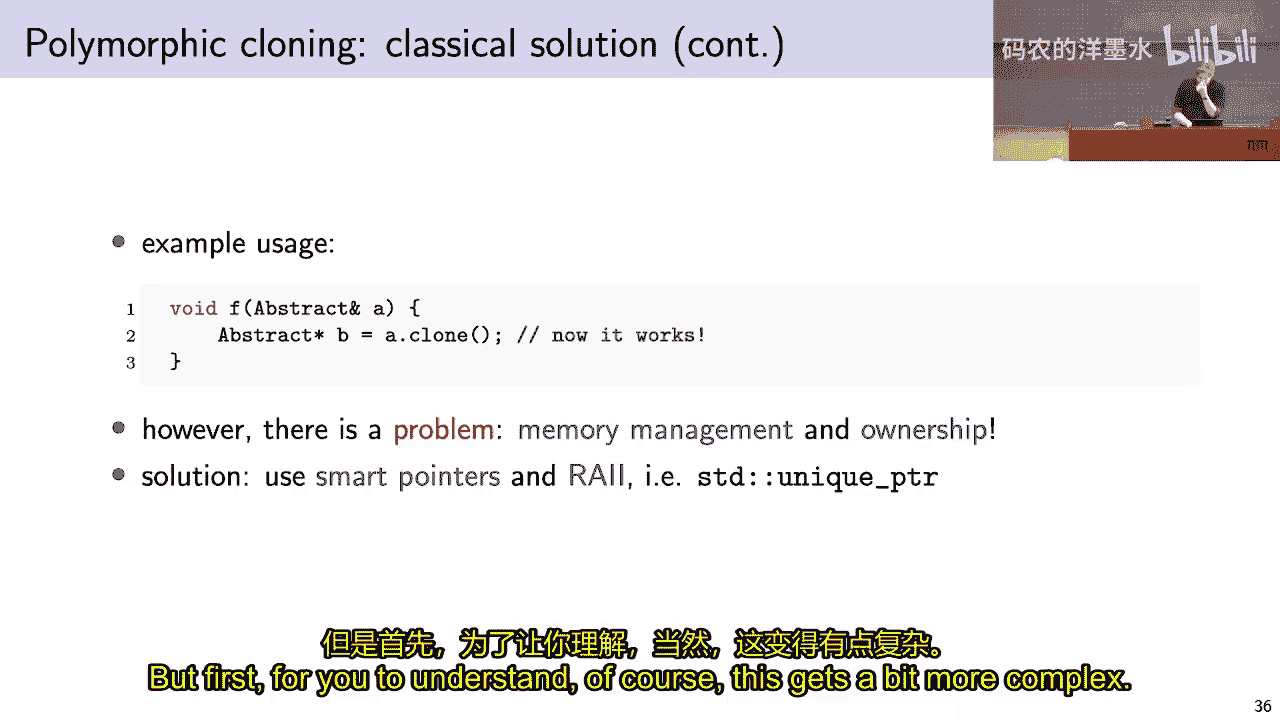 Polymorphic cloning: classical solution (cont.)
码农的洋墨水 bilibili
• example usage:
1 void f(Abstract& a) {
2 Abstract* b = a.clone(); // now it works!
3 }
• however, there is a problem: memory management and ownership!
• solution: use smart pointers and RAII, i.e. std::unique_ptr
但是首先，为了让你理解，当然，这变得有点复杂。
But first, for you to understand, of course, this gets a bit more complex.
36